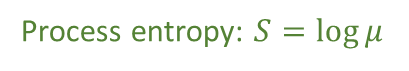 Process entropy: 𝑆 = log 𝜇